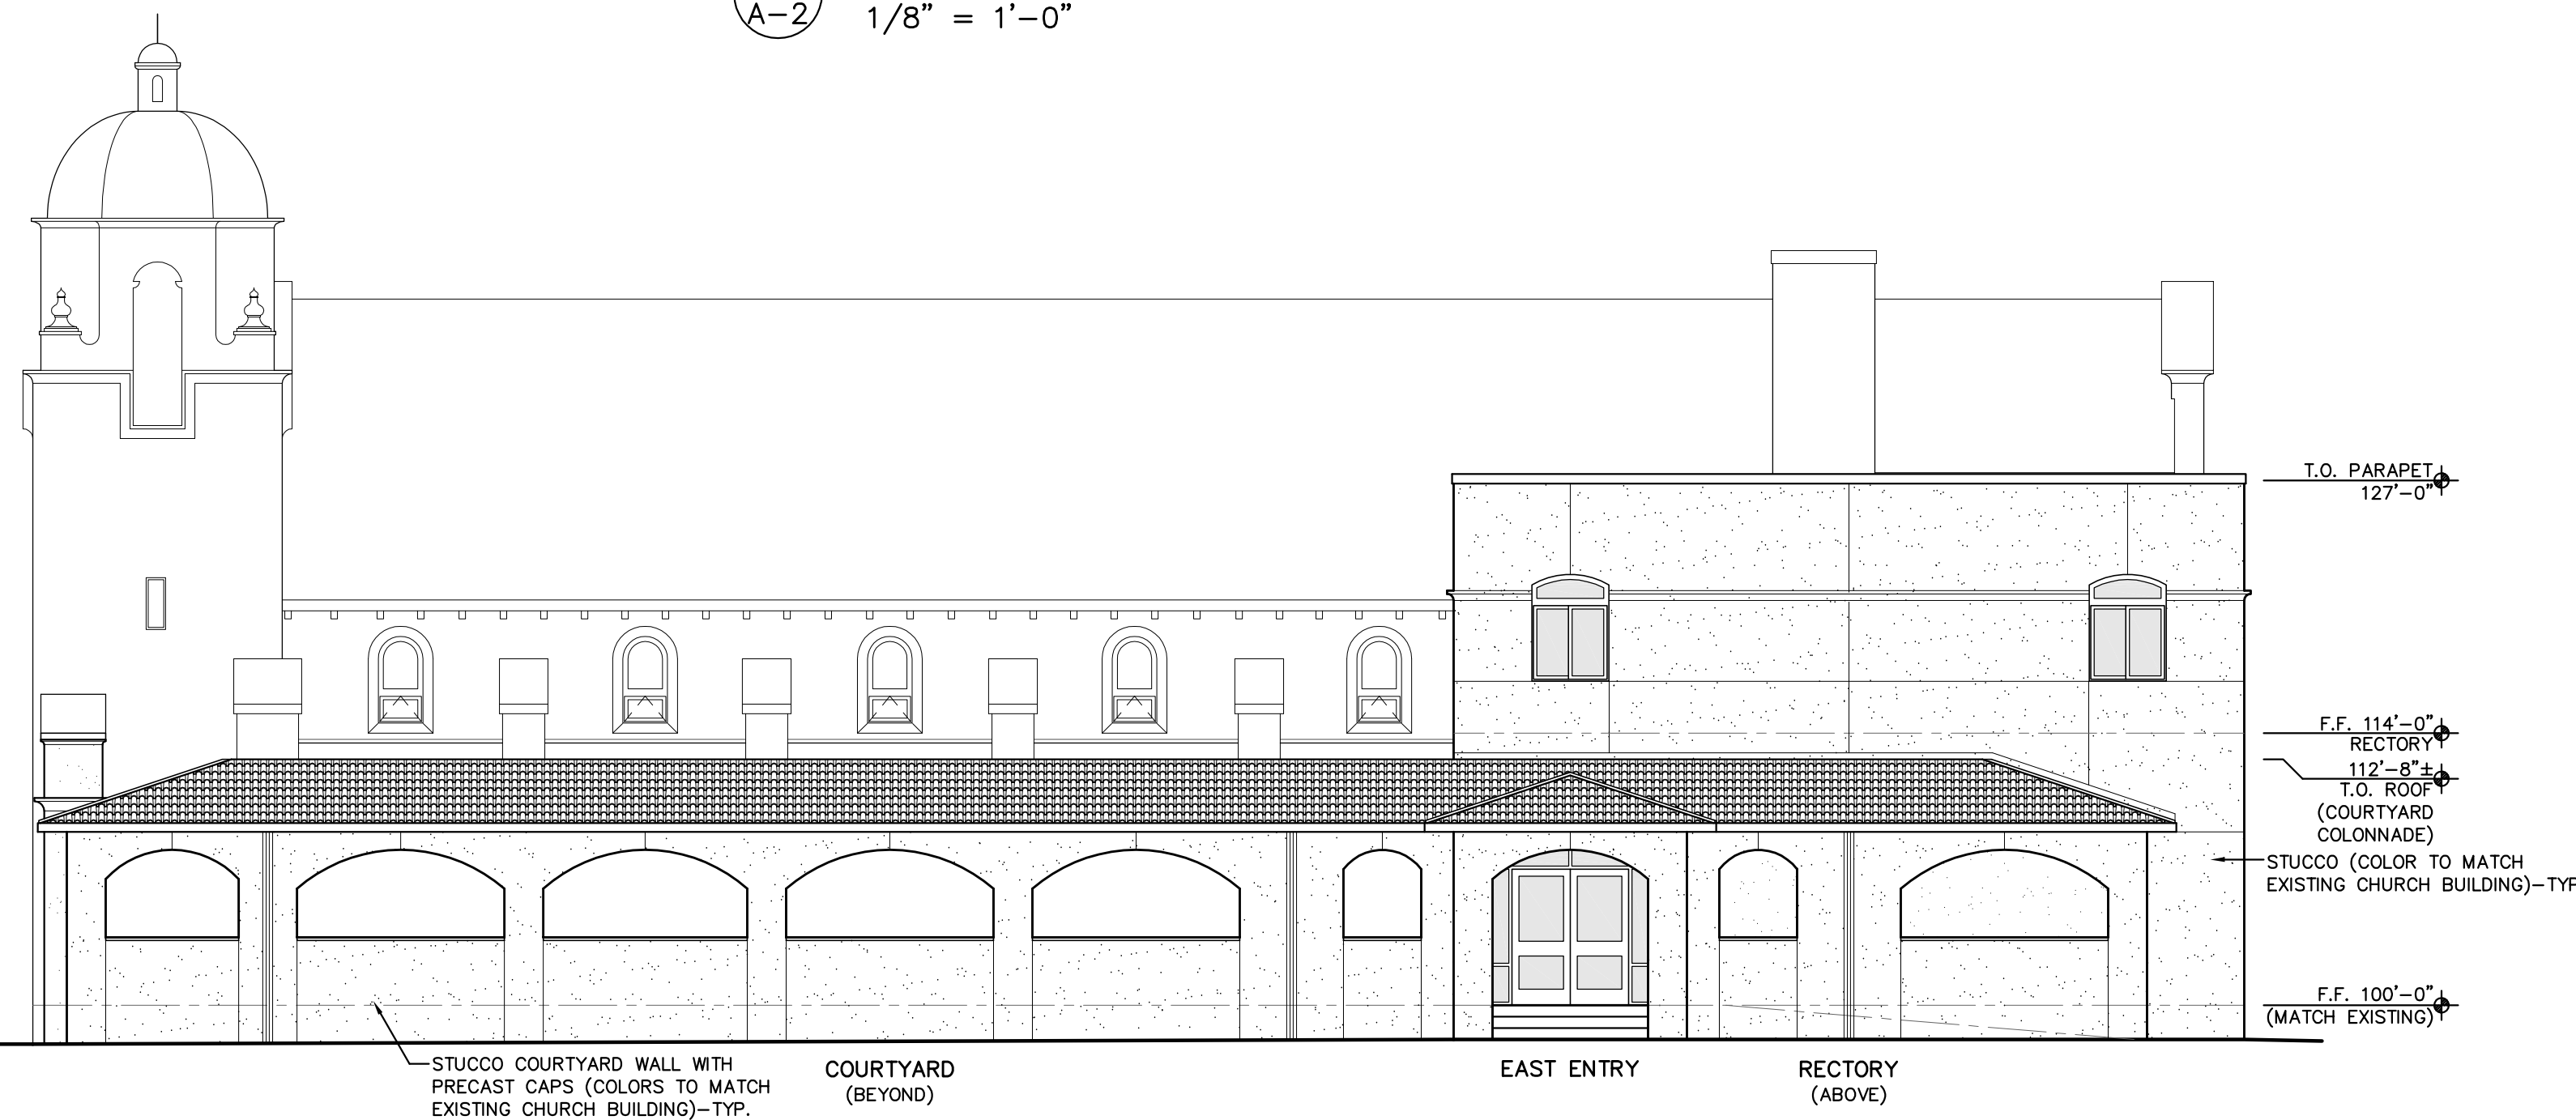 A-2
1/8" = 1'-0"
T.O. PARAPET
127'-0"
F.F. 114'-0"
RECTORY
112'-8"±
T.O. ROOF
(COURTYARD
COLONNADE)
STUCCO (COLOR TO MATCH
EXISTING CHURCH BUILDING)-TYP
F.F. 100'-0"
(MATCH EXISTING)
STUCCO COURTYARD WALL WITH
PRECAST CAPS (COLORS TO MATCH
EXISTING CHURCH BUILDING)-TYP.
COURTYARD
(BEYOND)
EAST ENTRY
RECTORY
(ABOVE)